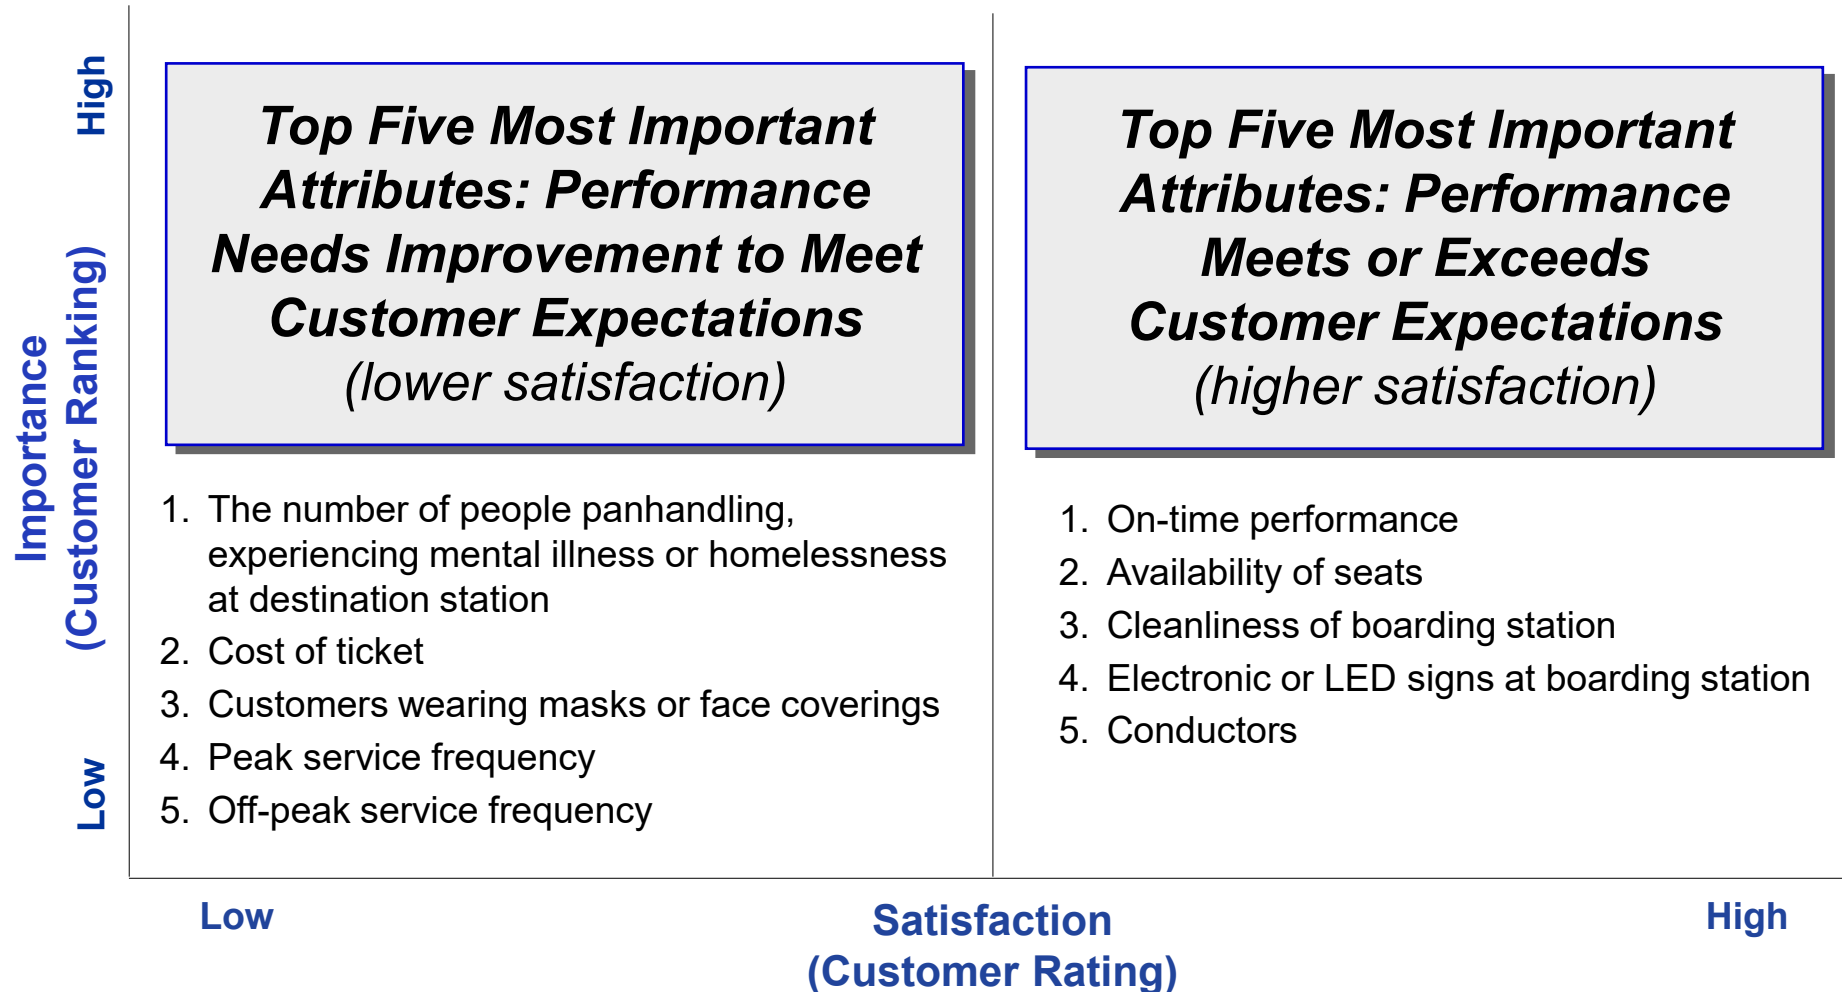 High
Importance
(Customer Ranking)
Low
Top Five Most Important
Attributes: Performance
Needs Improvement to Meet
Customer Expectations
(lower satisfaction)
1. The number of people panhandling,
experiencing mental illness or homelessness
at destination station
2. Cost of ticket
3. Customers wearing masks or face coverings
4. Peak service frequency
5. Off-peak service frequency
Top Five Most Important
Attributes: Performance
Meets or Exceeds
Customer Expectations
(higher satisfaction)
1. On-time performance
2. Availability of seats
3. Cleanliness of boarding station
4. Electronic or LED signs at boarding station
5. Conductors
Low
Satisfaction
(Customer Rating)
High